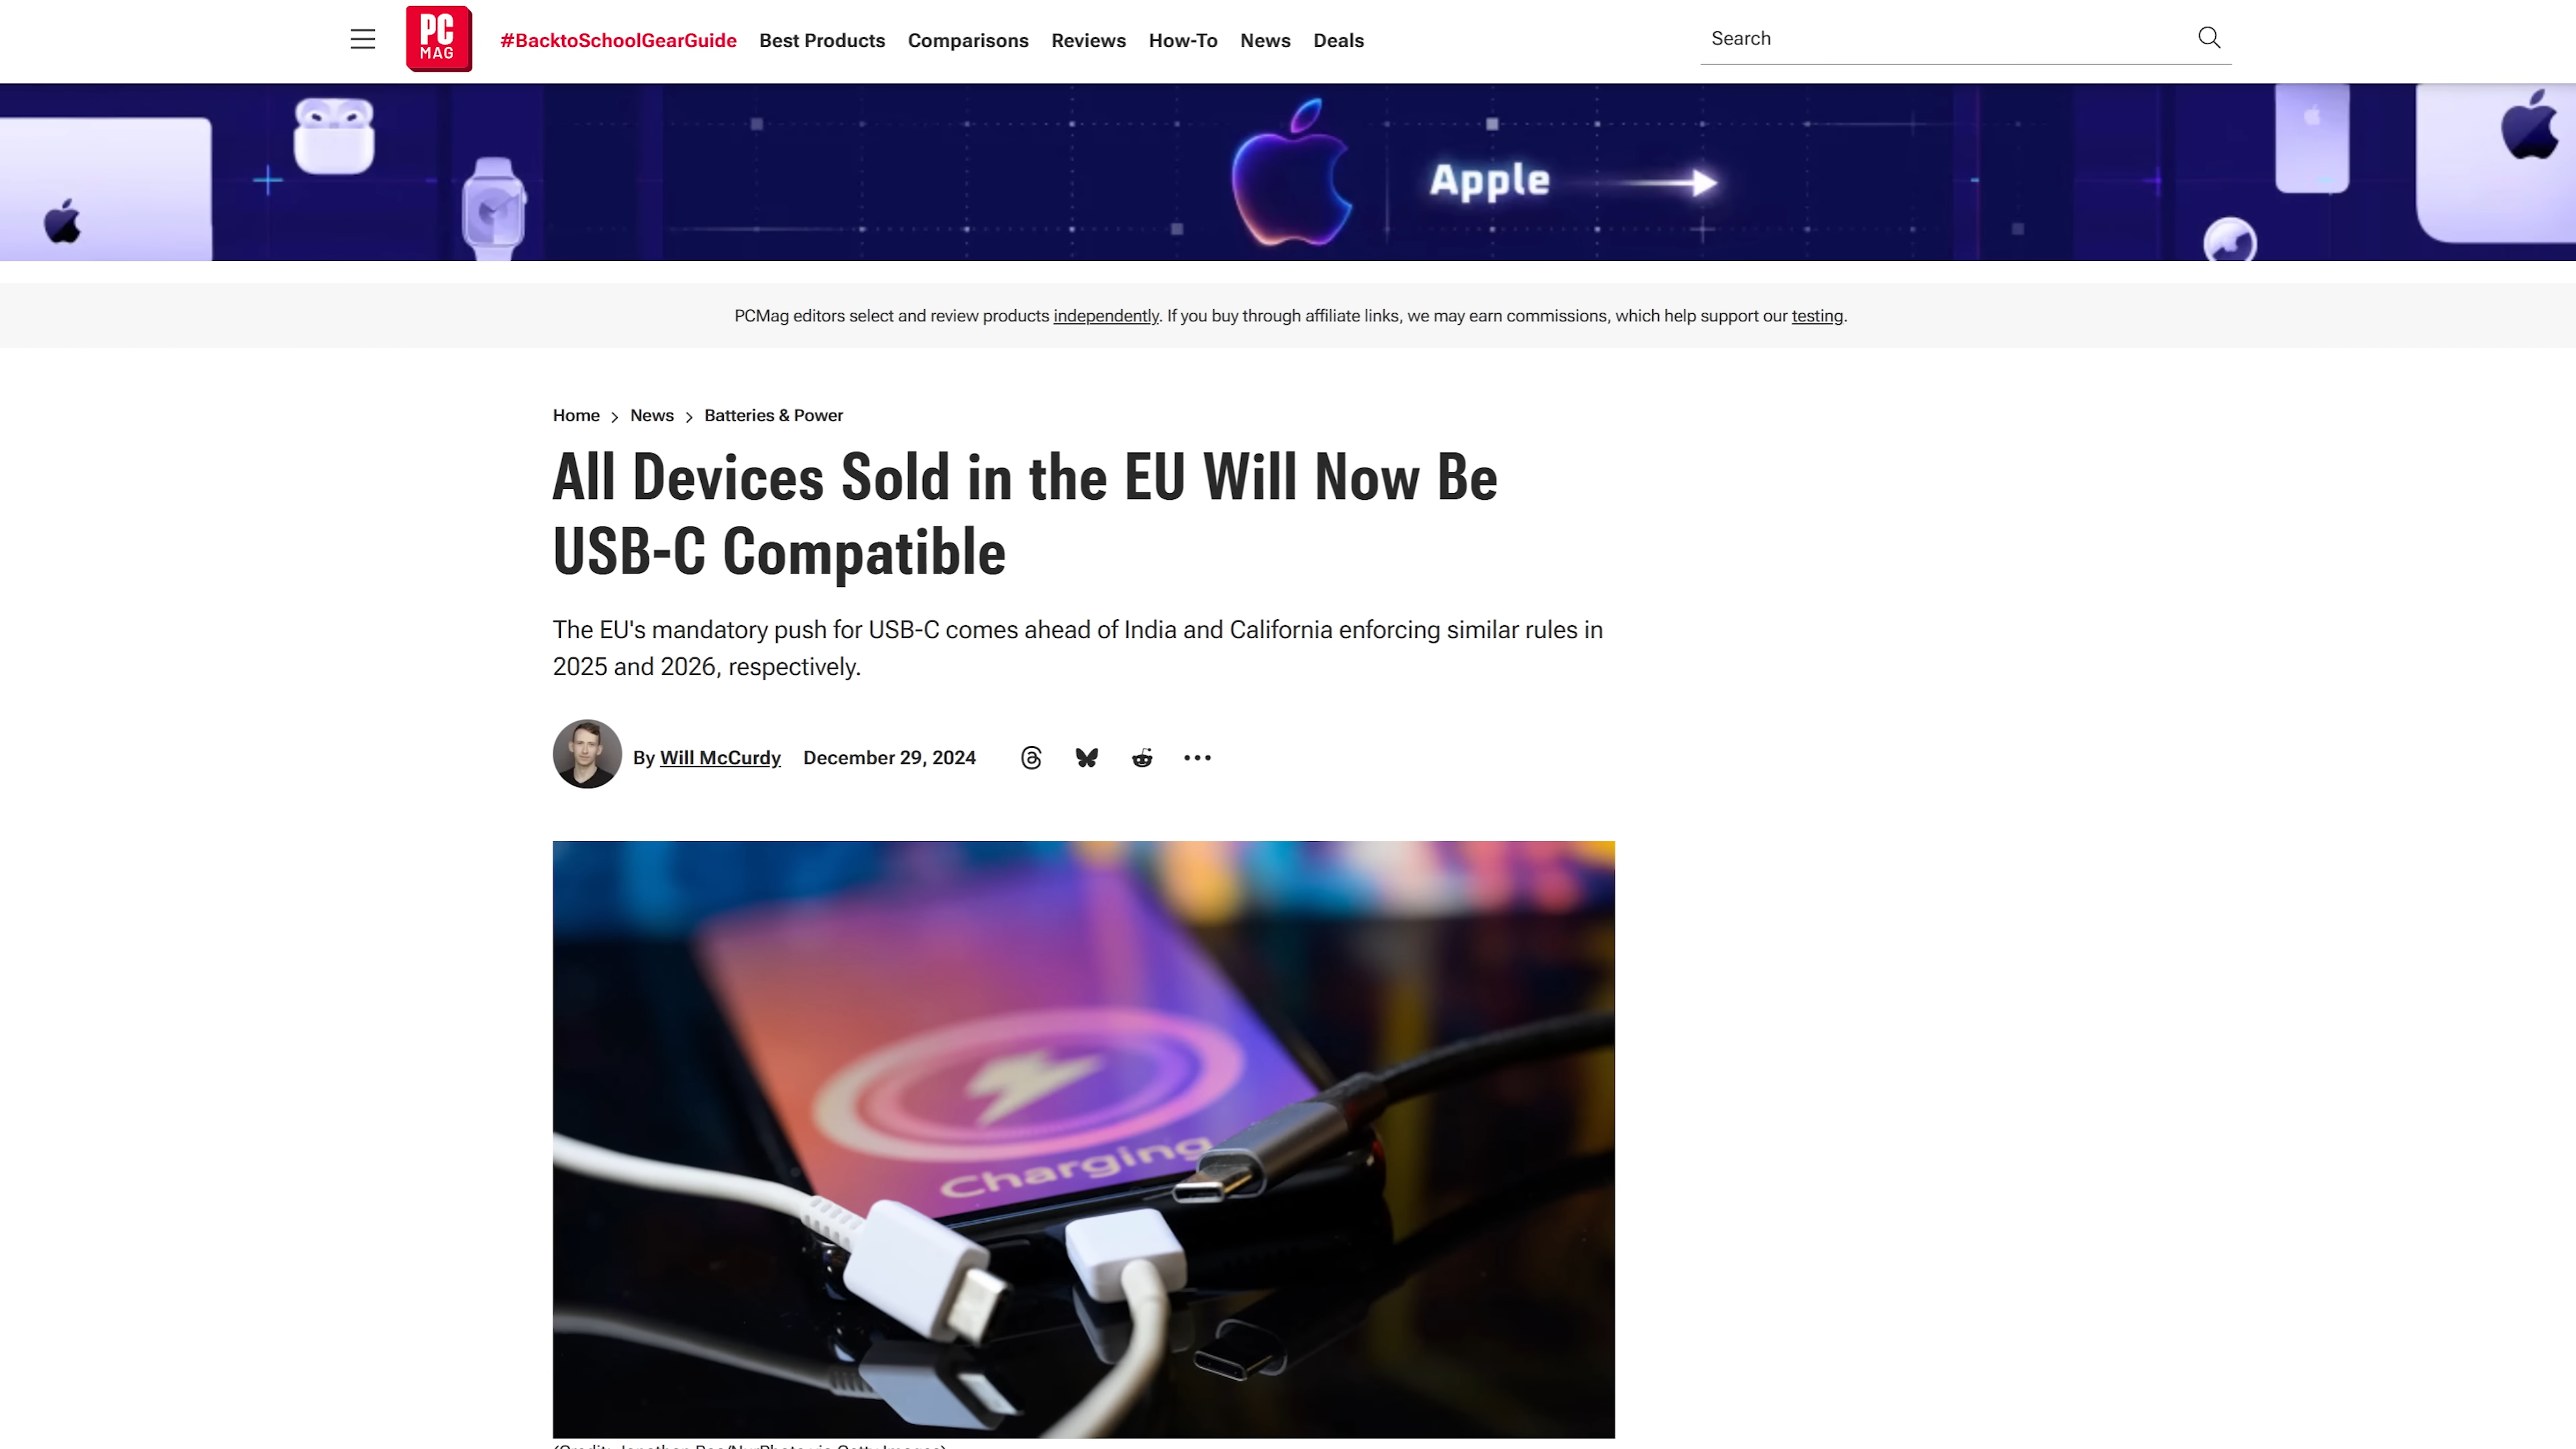 PC
MAG
#BacktoSchoolGearGuide Best Products Comparisons Reviews How-To News Deals
Search
Apple
PCMag editors select and review products independently. If you buy through affiliate links, we may earn commissions, which help support our testing.
Home > News > Batteries & Power
All Devices Sold in the EU Will Now Be
USB-C Compatible
The EU's mandatory push for USB-C comes ahead of India and California enforcing similar rules in
2025 and 2026, respectively.
By Will McCurdy December 29, 2024
Charging